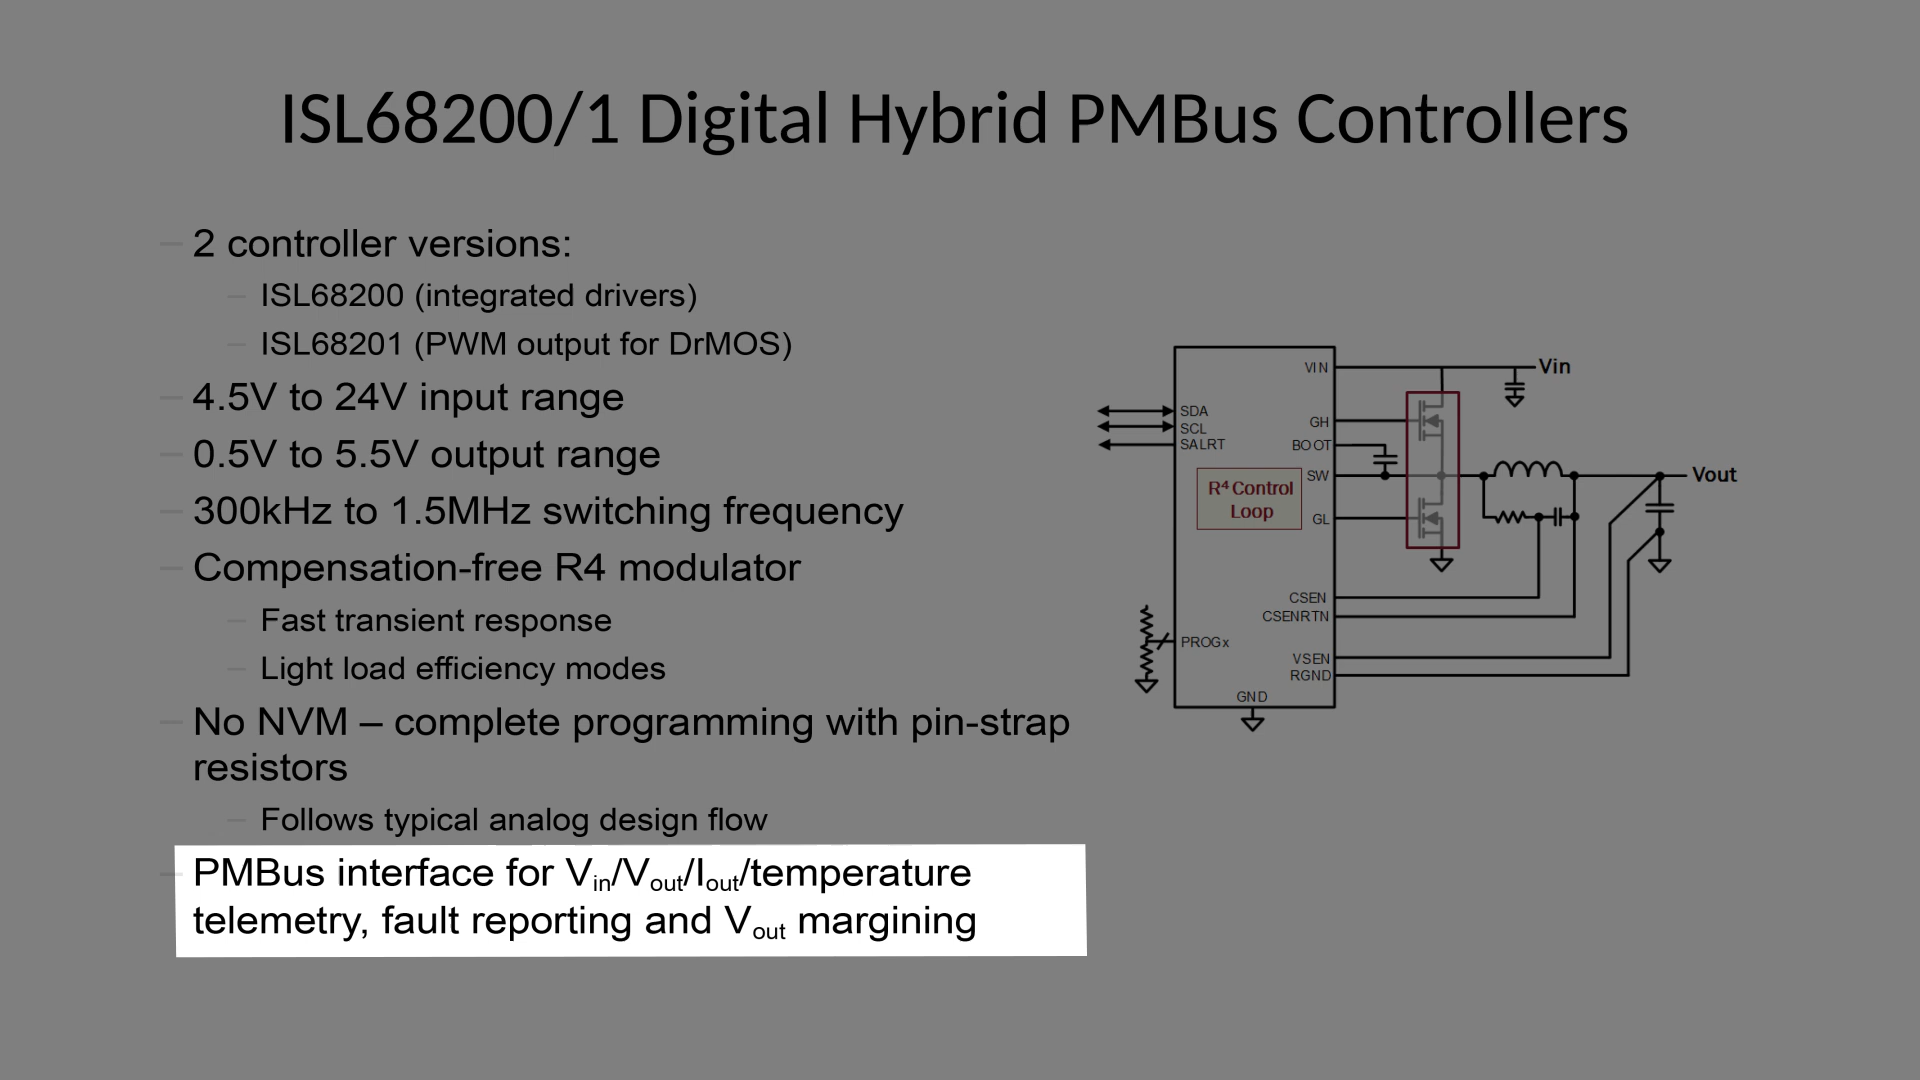 ISL68200/1 Digital Hybrid PMBus Controllers
– 2 controller versions:
– ISL68200 (integrated drivers)
– ISL68201 (PWM output for DrMOS)
– 4.5V to 24V input range
– 0.5V to 5.5V output range
– 300kHz to 1.5MHz switching frequency
– Compensation-free R4 modulator
– Fast transient response
– Light load efficiency modes
– No NVM – complete programming with pin-strap
resistors
– Follows typical analog design flow
– PMBus interface for Vin/Vout/Iout/temperature
telemetry, fault reporting and Vout margining
VIN
Vin
SDA
SCL
SALRT
GH
BOOT
SW
Vout
R⁴ Control
Loop
GL
CSEN
CSENRTN
PROGx
VSEN
RGND
GND